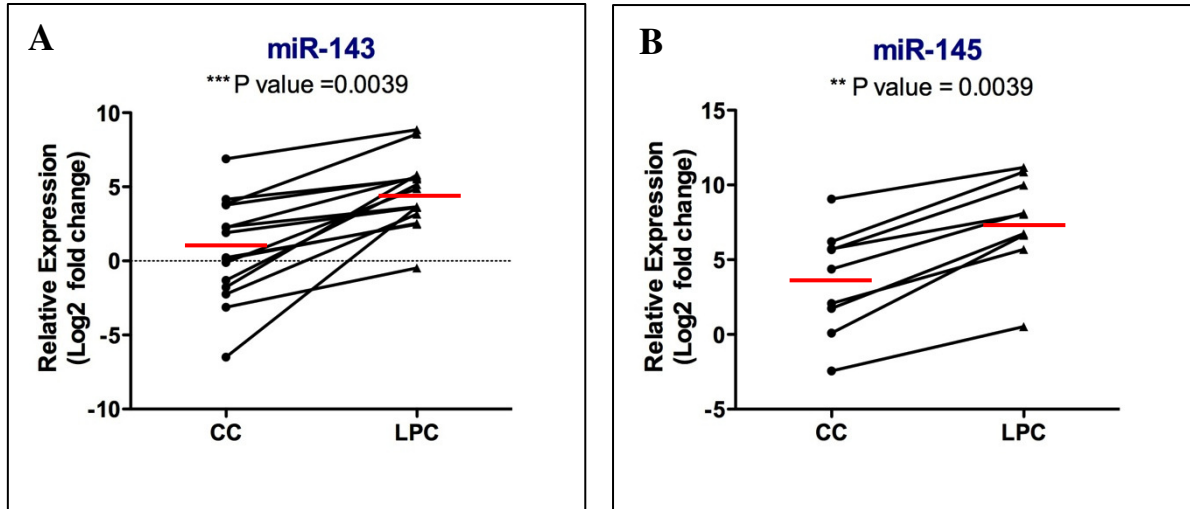 A
miR-143
*** P value =0.0039
Relative Expression
(Log2 fold change)
10
5
0
-5
-10
CC
LPC
B
miR-145
** P value = 0.0039
Relative Expression
(Log2 fold change)
15
10
5
0
-5
CC
LPC